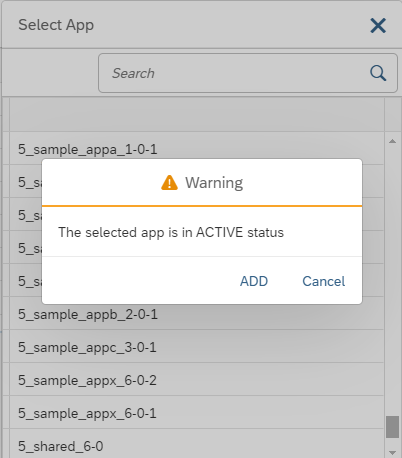 Select App
Search
5_sample_appa_1-0-1
Warning
The selected app is in ACTIVE status
ADD Cancel
5_sample_appb_2-0-1
5_sample_appc_3-0-1
5_sample_appx_6-0-2
5_sample_appx_6-0-1
5_shared_6-0